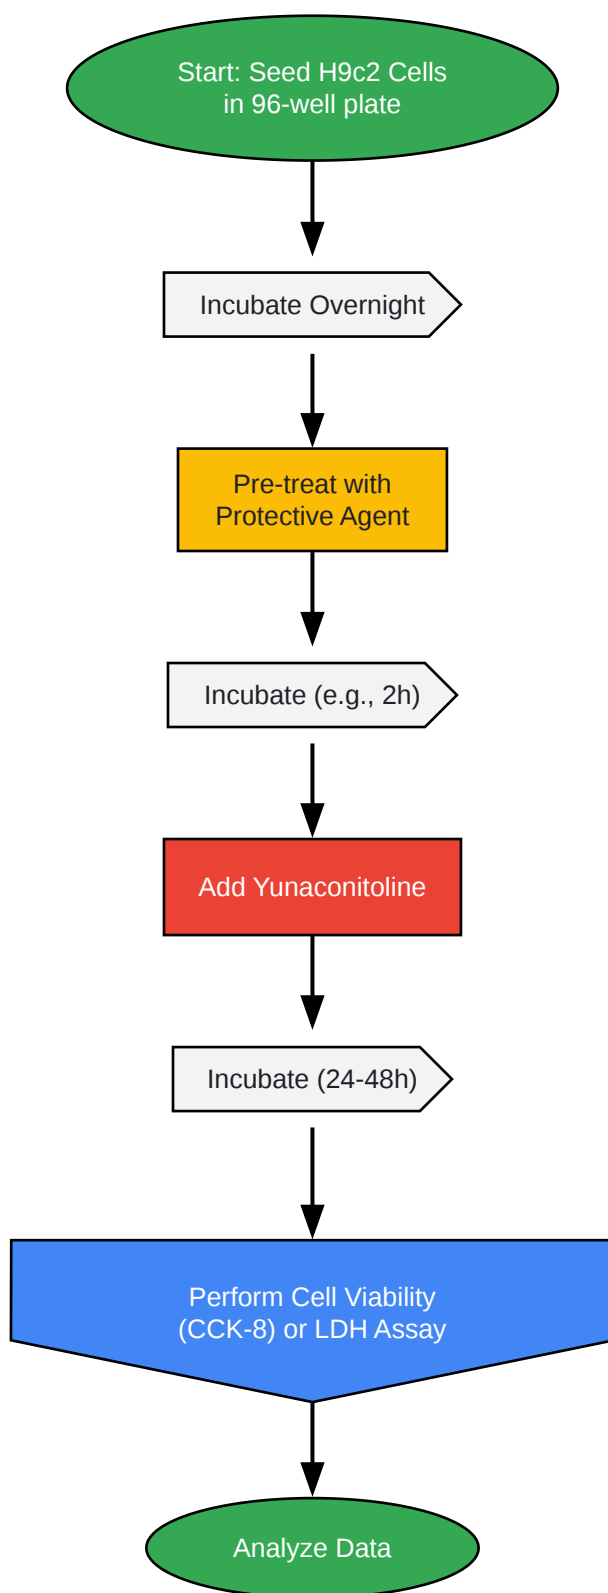 Start: Seed H9c2 Cells
in 96-well plate
Incubate Overnight
Pre-treat with
Protective Agent
Incubate (e.g., 2h)
Add Yunaconitoline
Incubate (24-48h)
Perform Cell Viability
(CCK-8) or LDH Assay
Analyze Data